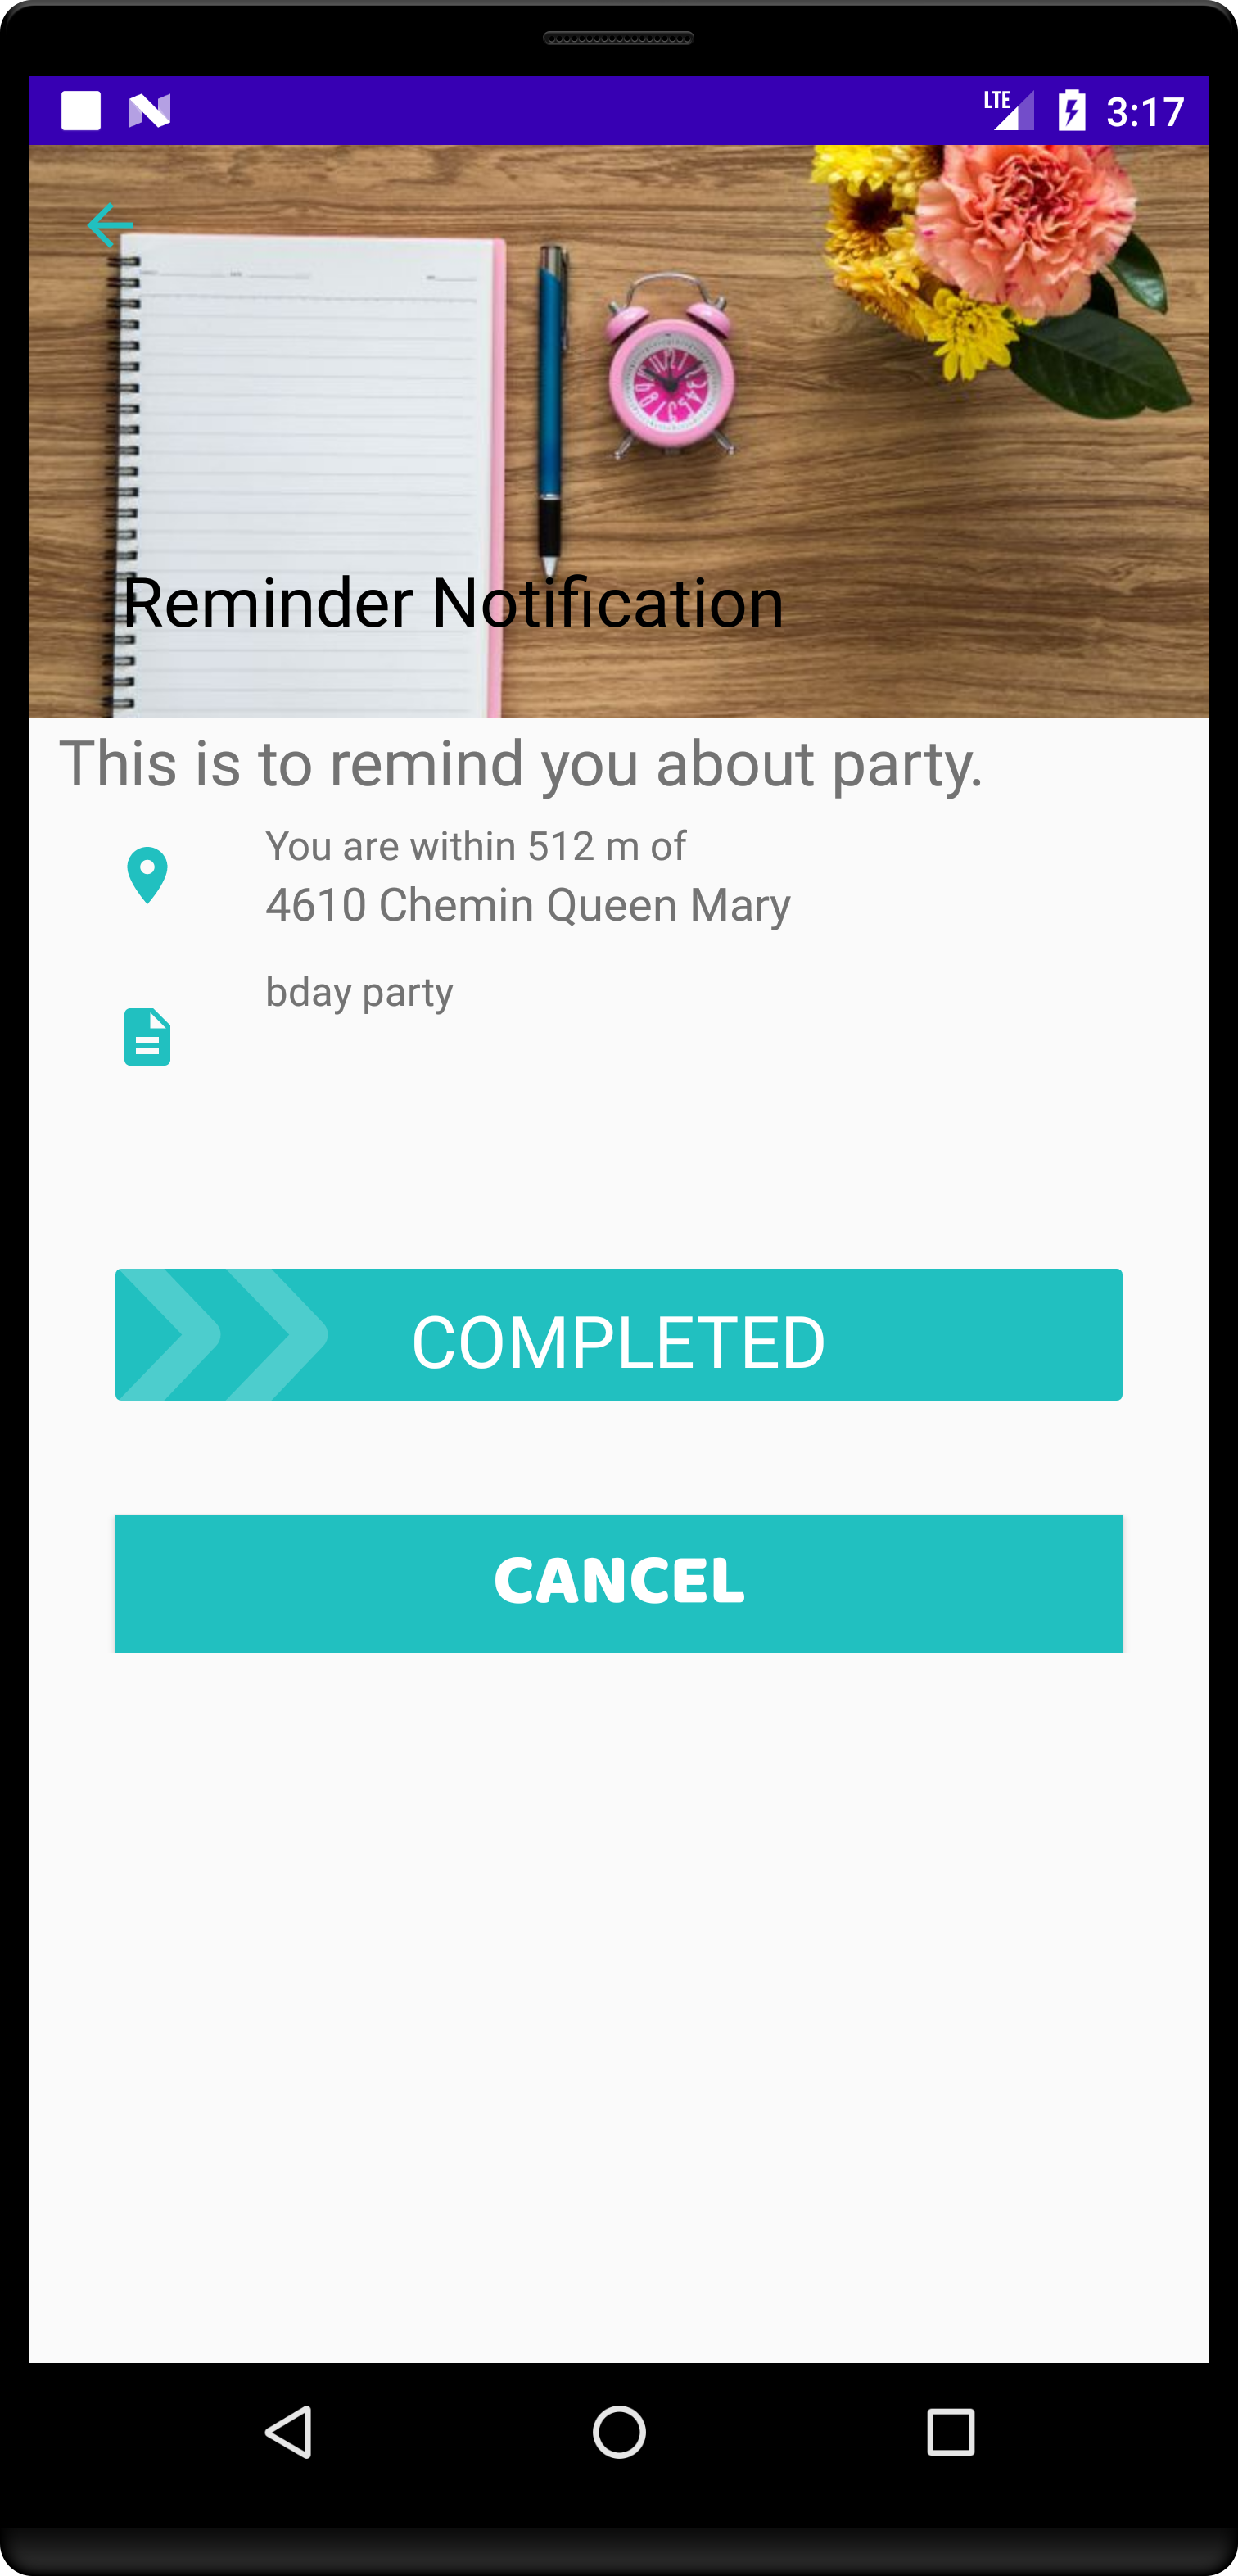 LTE 3:17
Reminder Notification
This is to remind you about party.
You are within 512 m of
4610 Chemin Queen Mary
bday party
COMPLETED
CANCEL